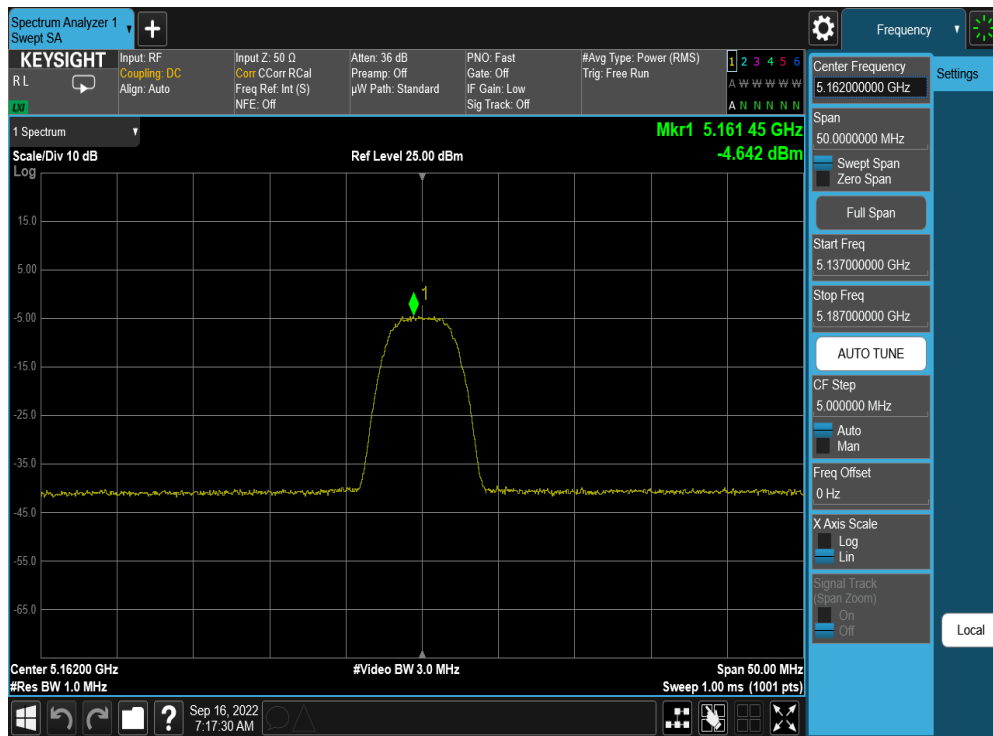 Spectrum Analyzer 1
Swept SA
Frequency
KEYSIGHT
R L
LNI
Input: RF
Coupling: DC
Align: Auto
Input Z: 50 Ω
Corr CCorr RCal
Freq Ref: Int (S)
NFE: Off
Atten: 36 dB
Preamp: Off
µW Path: Standard
PNO: Fast
Gate: Off
IF Gain: Low
Sig Track: Off
#Avg Type: Power (RMS)
Trig: Free Run
1 2 3 4 5 6
A W W W W W
A N N N N N
1 Spectrum
Mkr1 5.161 45 GHz
-4.642 dBm
Scale/Div 10 dB
Ref Level 25.00 dBm
Log
15.0
5.00
-5.00
-15.0
-25.0
-35.0
-45.0
-55.0
-65.0
1
Center 5.16200 GHz
#Video BW 3.0 MHz
Span 50.00 MHz
#Res BW 1.0 MHz
Sweep 1.00 ms (1001 pts)
Sep 16, 2022
7:17:30 AM
?
Center Frequency
5.162000000 GHz
Settings
Span
50.0000000 MHz
Swept Span
Zero Span
Full Span
Start Freq
5.137000000 GHz
Stop Freq
5.187000000 GHz
AUTO TUNE
CF Step
5.000000 MHz
Auto
Man
Freq Offset
0 Hz
X Axis Scale
Log
Lin
Signal Track
(Span Zoom)
On
Off
Local